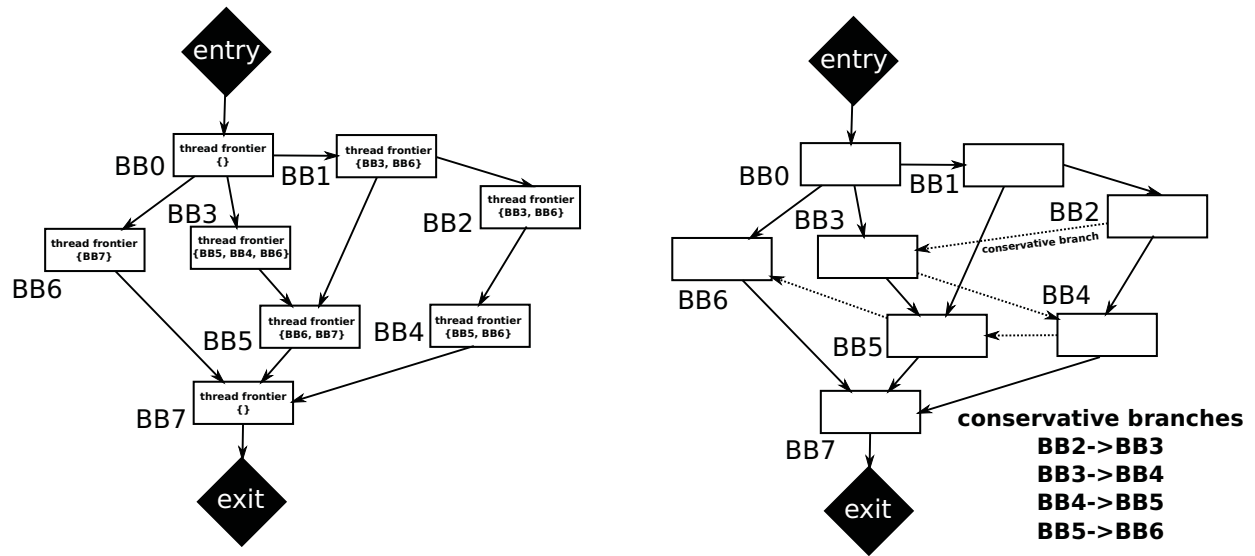 entry
thread frontier
{}
BB0
BB1
thread frontier
{BB3, BB6}
thread frontier
{BB3, BB6}
BB2
BB3
thread frontier
{BB7}
BB6
thread frontier
{BB5, BB4, BB6}
thread frontier
{BB6, BB7}
BB5
thread frontier
{BB5, BB6}
BB4
thread frontier
{}
BB7
exit
entry
BB0
BB1
BB2
BB3
conservative branch
BB6
BB4
BB5
BB7
exit
conservative branches
BB2->BB3
BB3->BB4
BB4->BB5
BB5->BB6